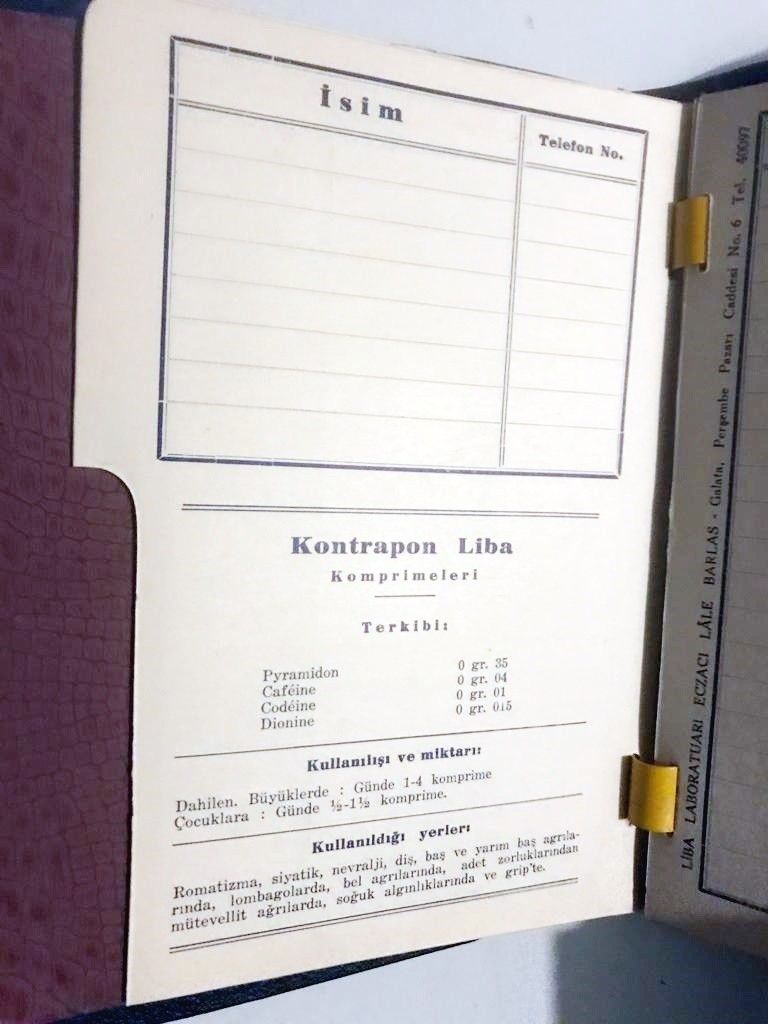 İsim
Telefon No.
Kontrapon Liba
Komprimeleri
Terkibi:
Pyramidon 0 gr. 35
Caféine 0 gr. 04
Codéine 0 gr. 01
Dionine 0 gr. 015
Kullanılışı ve miktarı:
Dahilen. Büyüklerde : Günde 1-4 komprime
Çocuklara : Günde ½-1½ komprime.
Kullanıldığı yerler:
Romatizma, siyatik, nevralji, diş, baş ve yarım baş agrıla-
rında, lombagolarda, bel agrılarında, adet zorluklarından
mütevellit ağrılarda, soğuk algınlıklarında ve grip'te.
LİBA LABORATUARI ECZACI LÂLE BARLAS - Galata, Perşembe Pazarı Caddesi No. 6 Tel. 40097